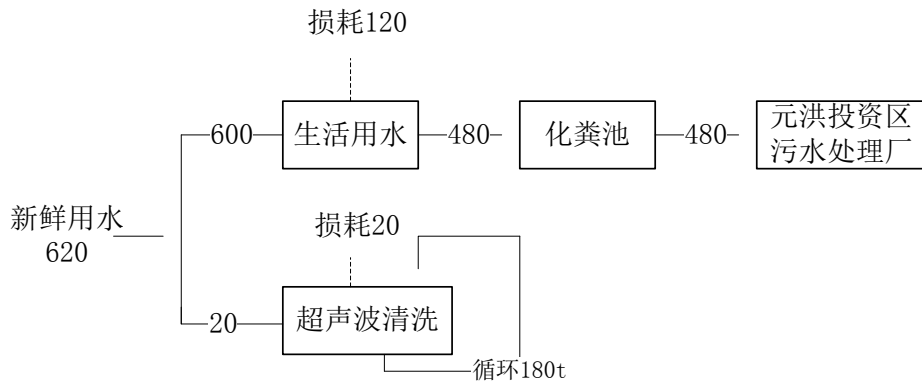 损耗120
600
生活用水
480
化粪池
480
元洪投资区
污水处理厂
新鲜用水
620
损耗20
20
超声波清洗
循环180t